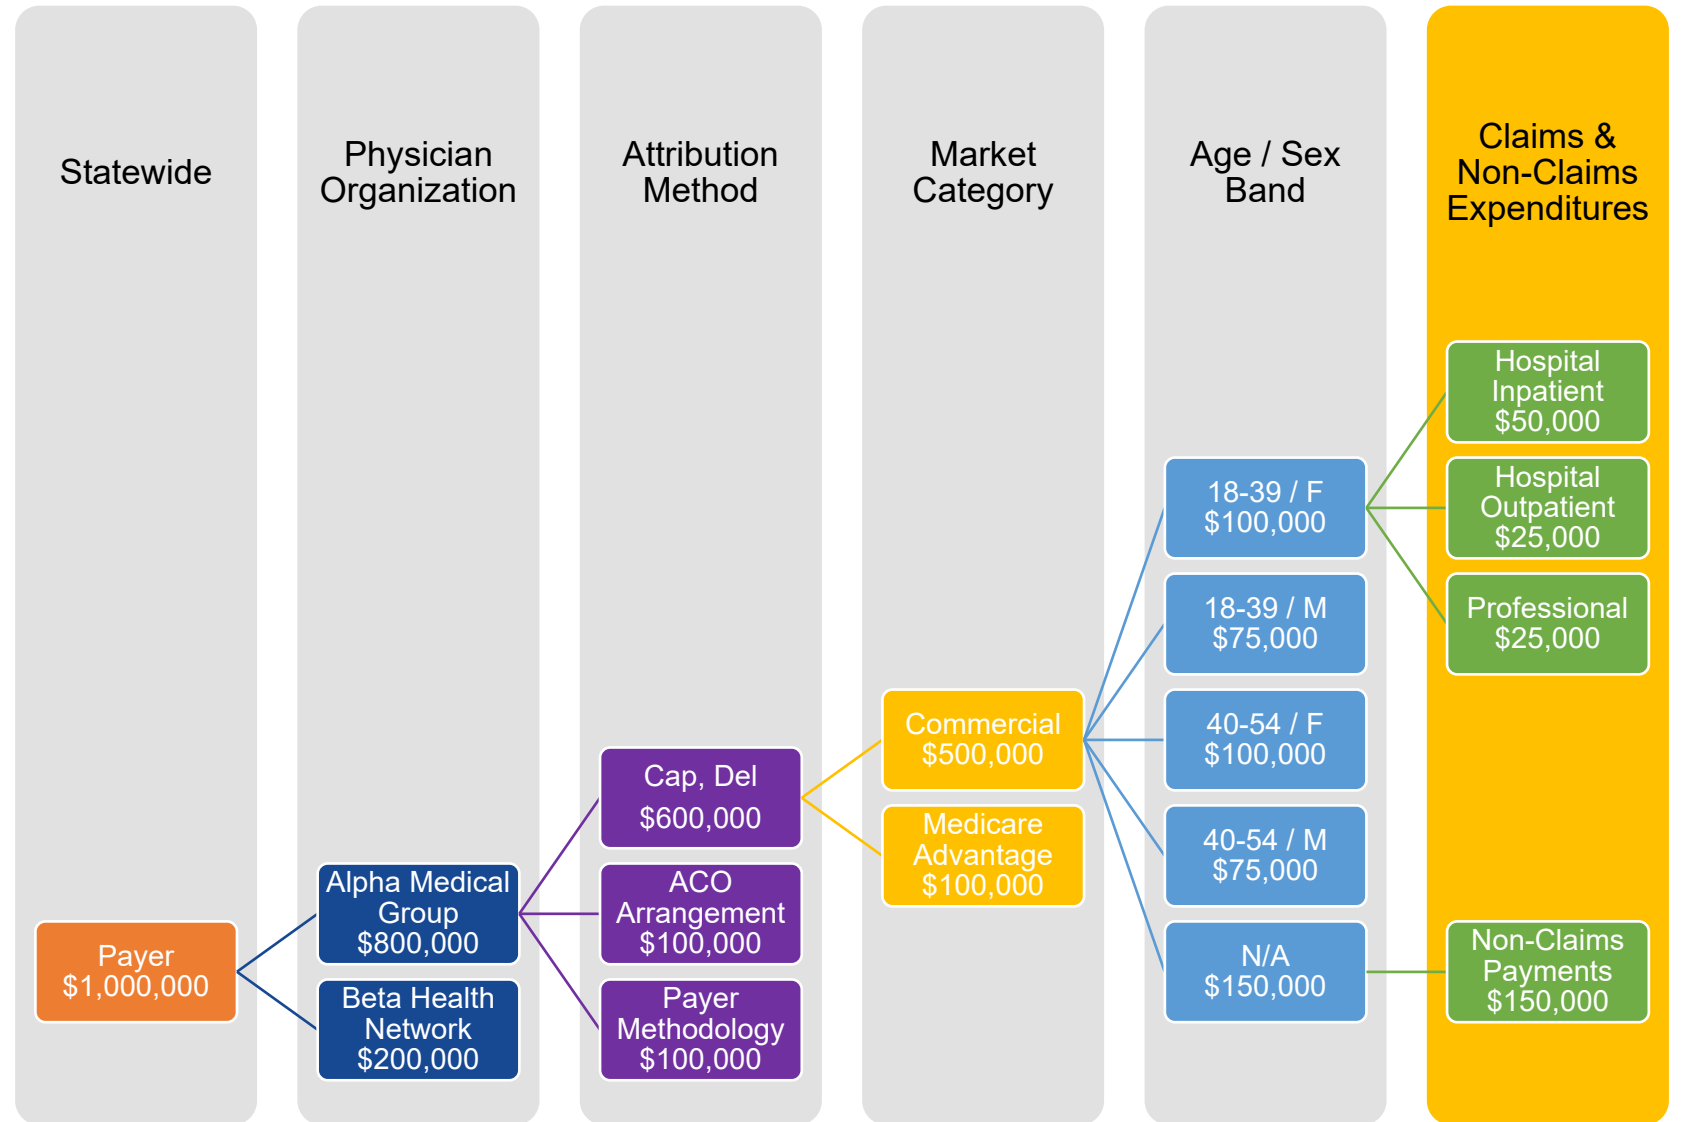 Statewide
Physician
Organization
Attribution
Method
Market
Category
Age / Sex
Band
Claims &
Non-Claims
Expenditures
Payer
$1,000,000
Alpha Medical
Group
$800,000
Beta Health
Network
$200,000
Cap, Del
$600,000
ACO
Arrangement
$100,000
Payer
Methodology
$100,000
Commercial
$500,000
Medicare
Advantage
$100,000
18-39 / F
$100,000
18-39 / M
$75,000
40-54 / F
$100,000
40-54 / M
$75,000
N/A
$150,000
Hospital
Inpatient
$50,000
Hospital
Outpatient
$25,000
Professional
$25,000
Non-Claims
Payments
$150,000